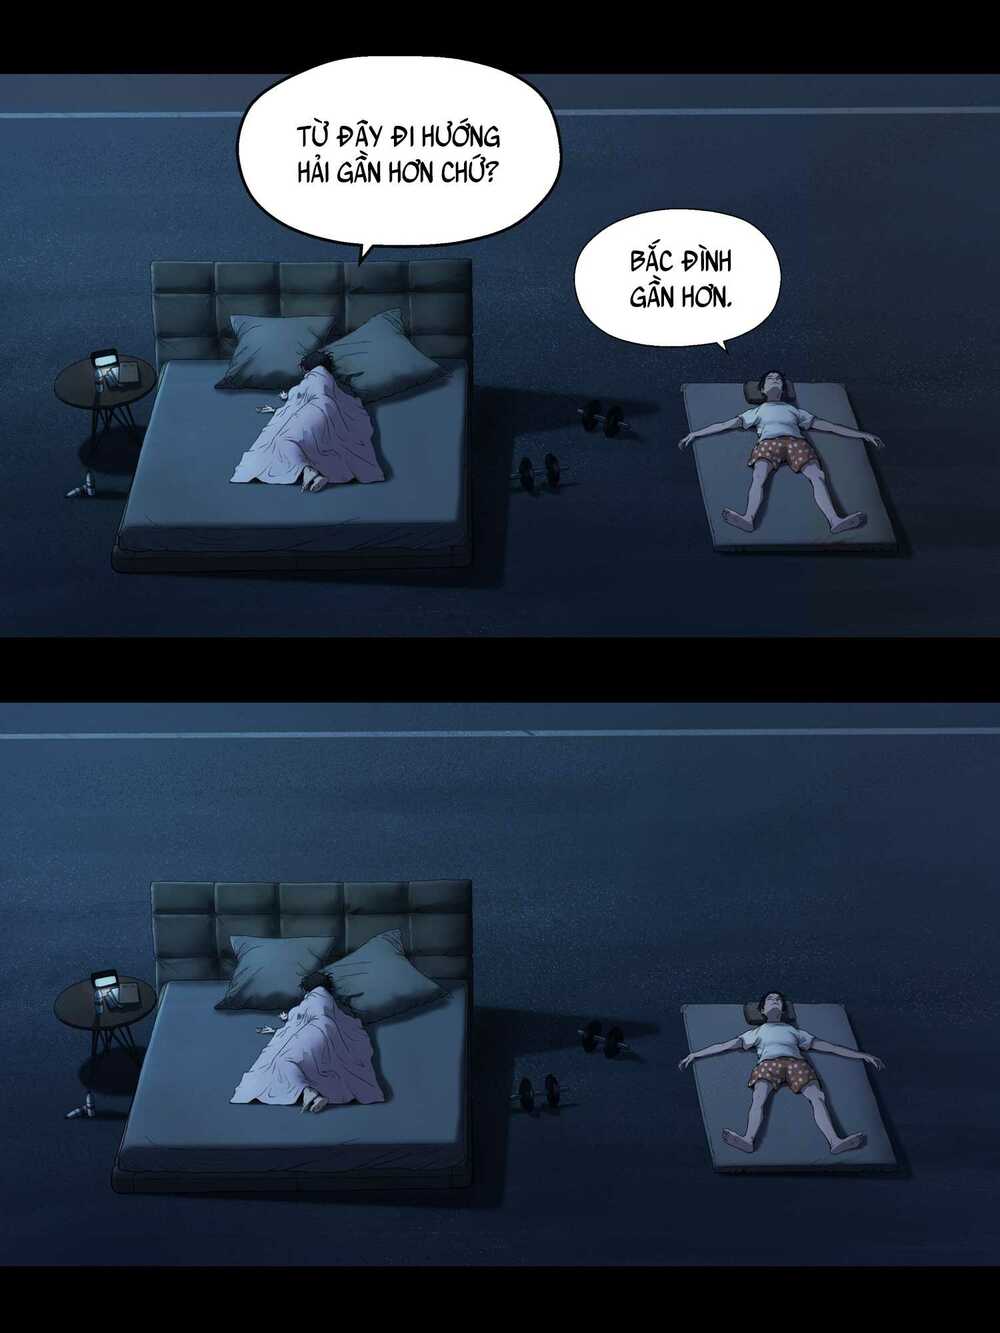 TỪ ĐÂY ĐI HƯỚNG
HẢI GẦN HƠN CHỨ?
BẮC ĐÌNH
GẦN HƠN.